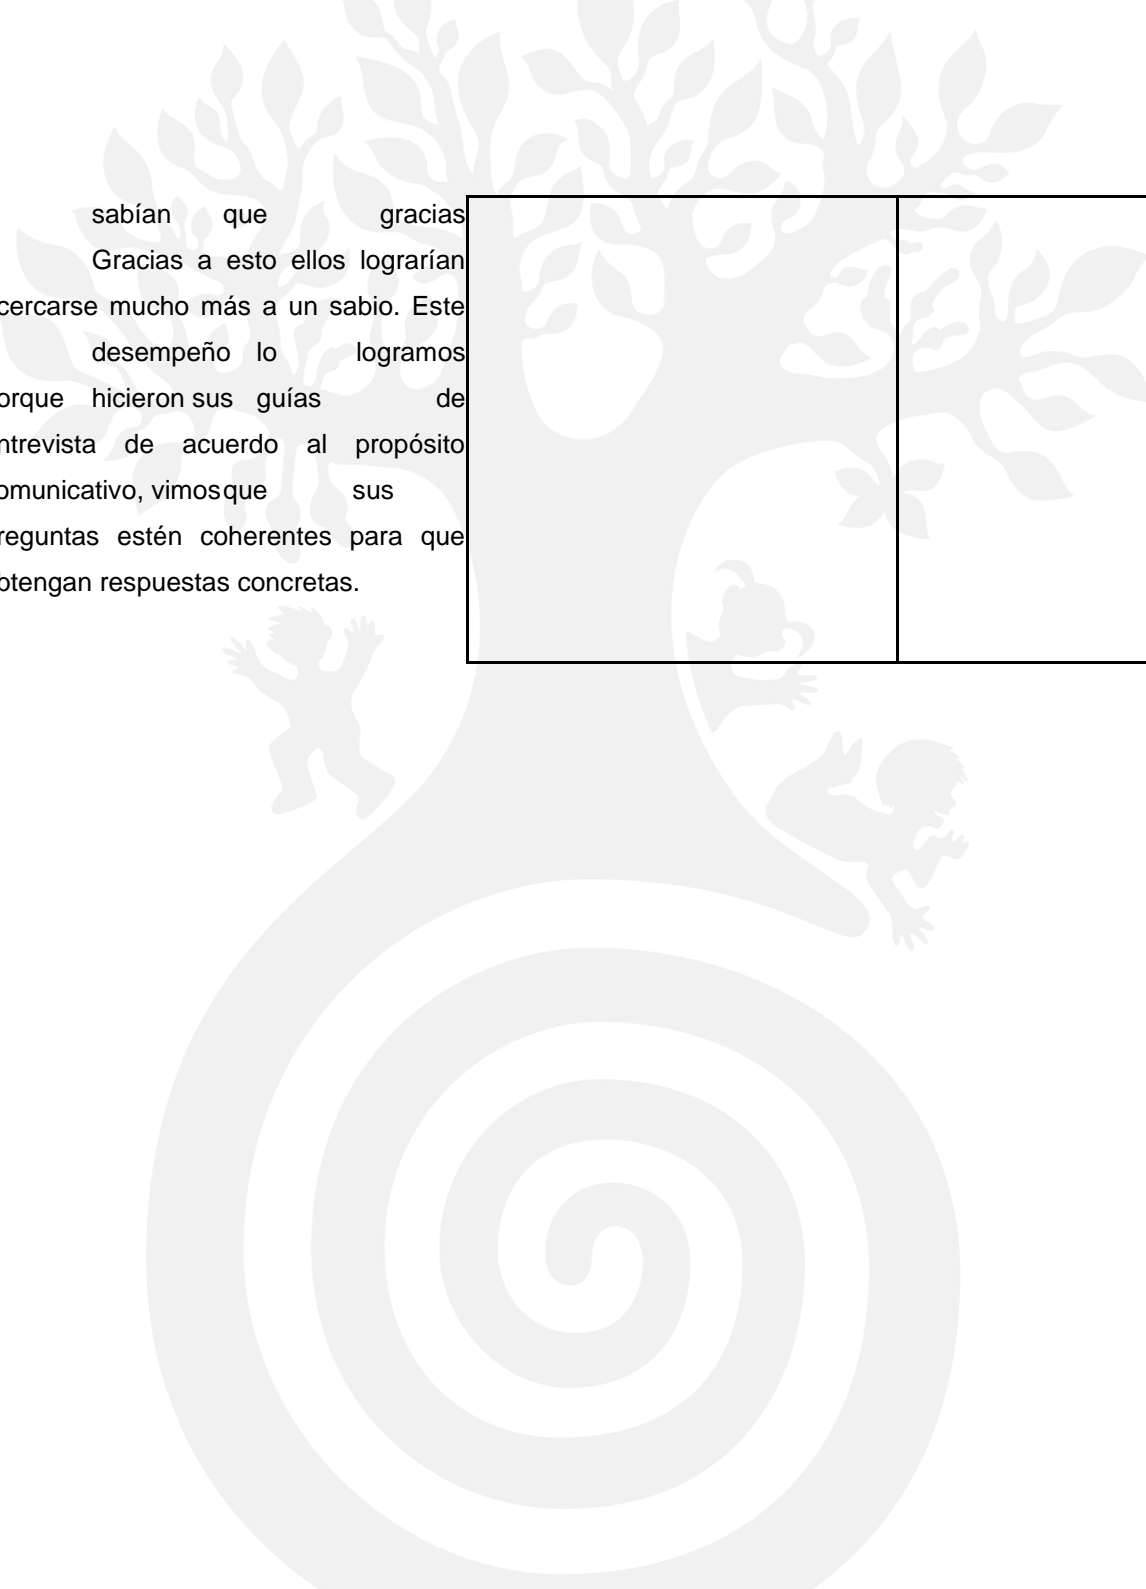 sabían que gracias
Gracias a esto ellos lograrían
cercarse mucho más a un sabio. Este
desempeño lo logramos
orque hicieron sus guías de
ntrevista de acuerdo al propósito
omunicativo, vimos que sus
reguntas estén coherentes para que
btengan respuestas concretas.